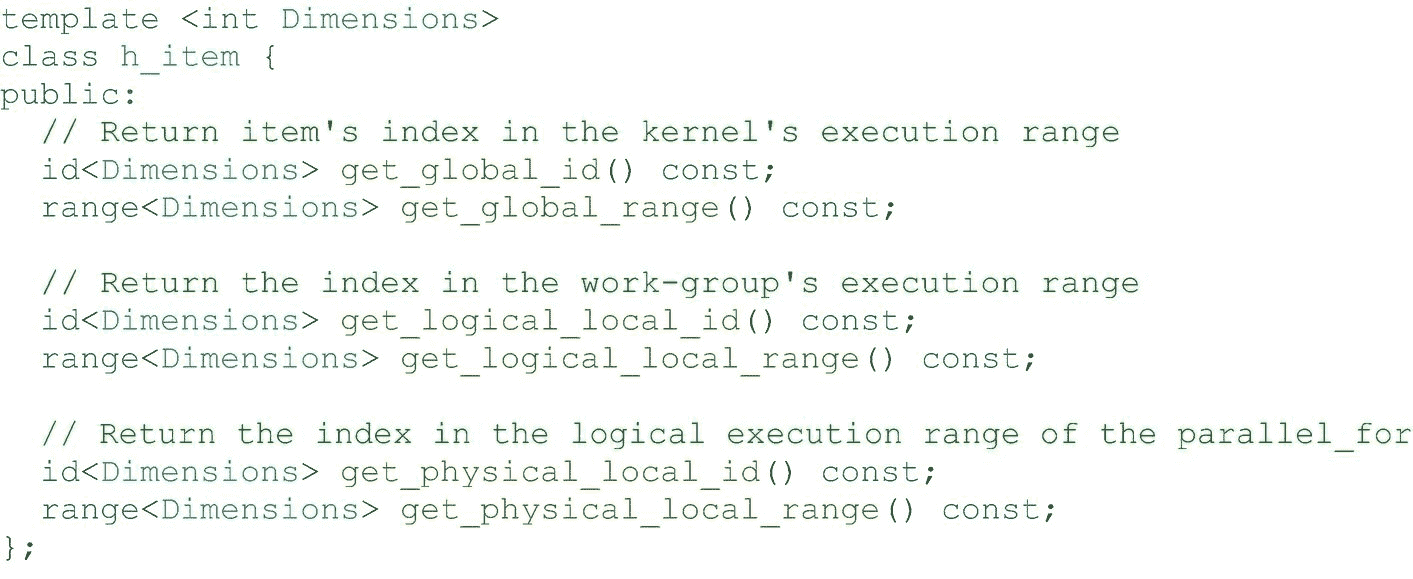 template <int Dimensions>
class h_item {
public:
  // Return item's index in the kernel's execution range
  id<Dimensions> get_global_id() const;
  range<Dimensions> get_global_range() const;

  // Return the index in the work-group's execution range
  id<Dimensions> get_logical_local_id() const;
  range<Dimensions> get_logical_local_range() const;

  // Return the index in the logical execution range of the parallel_for
  id<Dimensions> get_physical_local_id() const;
  range<Dimensions> get_physical_local_range() const;
};